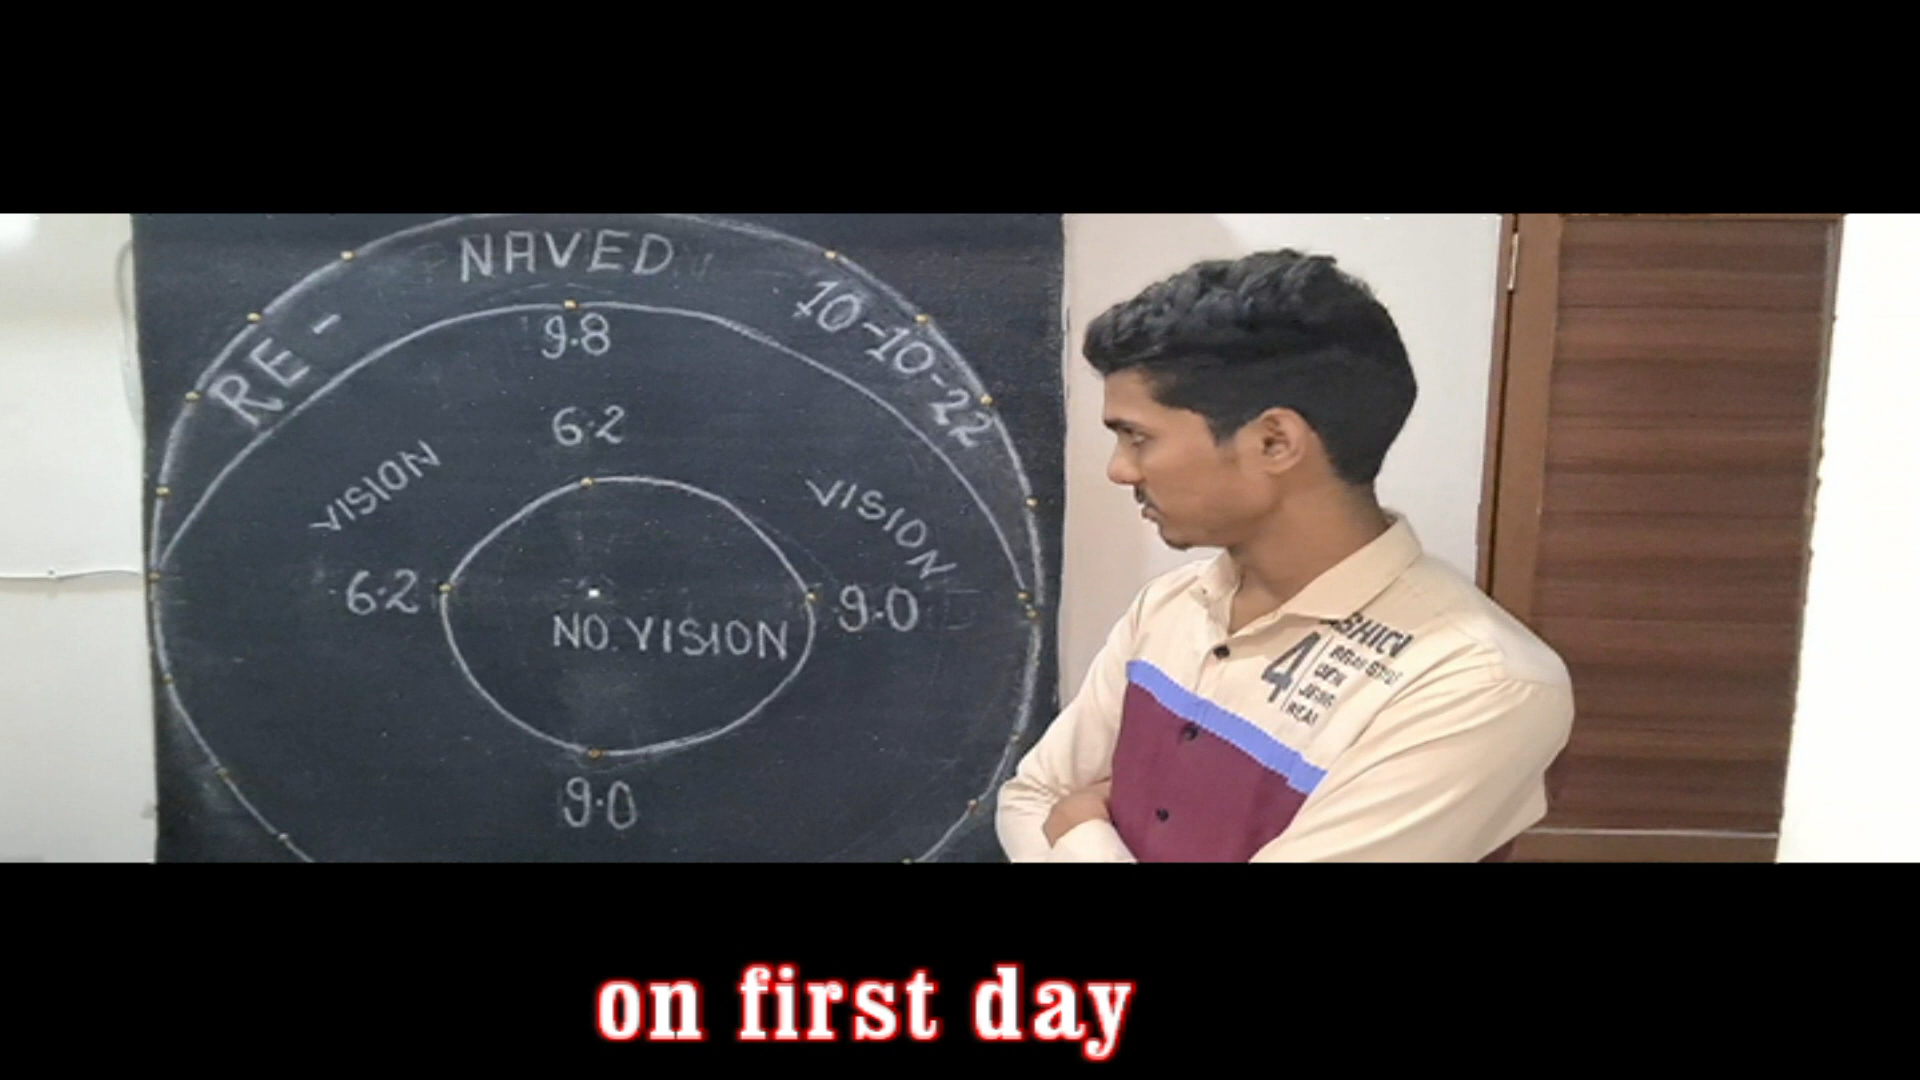 NAVED
RE -
10-10-22
9.8
6.2
VISION
VISION
6.2
9.0
NO. VISION
9.0
4
on first day